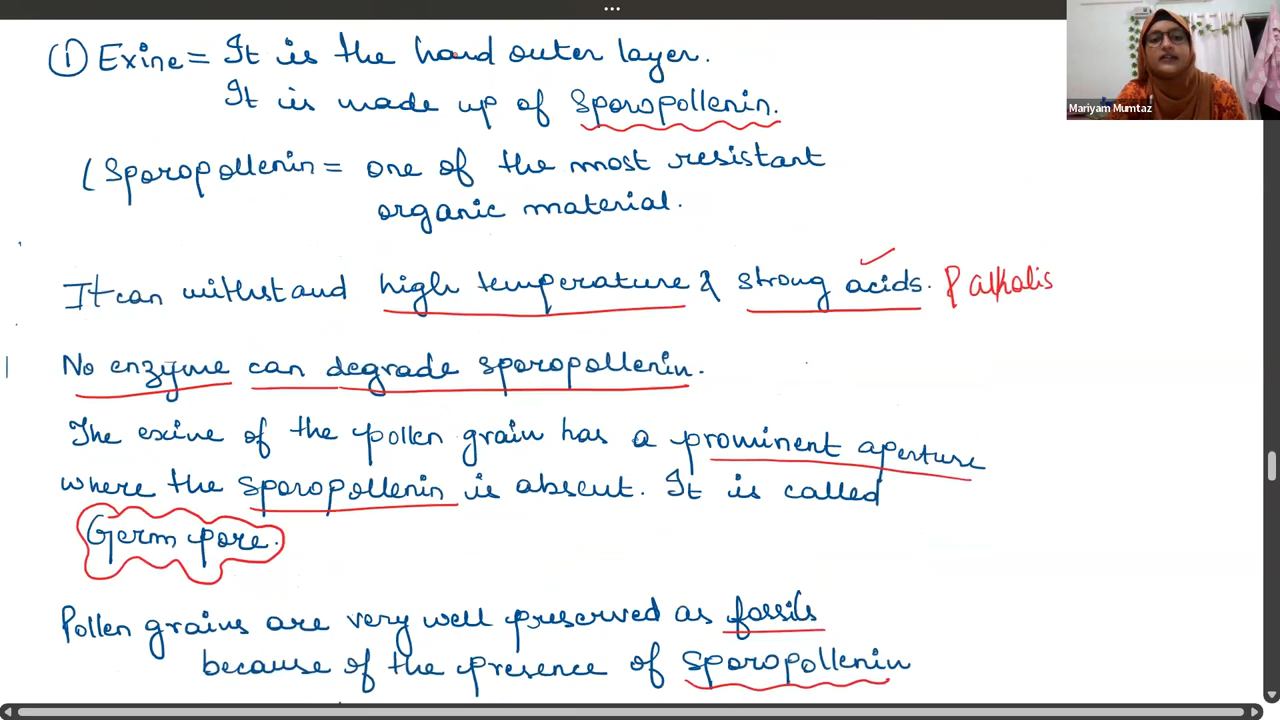 ① Exine = It is the hard outer layer.
It is made up of Sporopollenin.
(Sporopollenin = one of the most resistant
organic material.
It can withstand high temperature & strong acids. & alkalis
No enzyme can degrade sporopollenin.
The exine of the pollen grain has a prominent aperture
where the sporopollenin is absent. It is called
Germ pore.
Pollen grains are very well preserved as fossils
because of the presence of sporopollenin
Mariyam Mumtaz